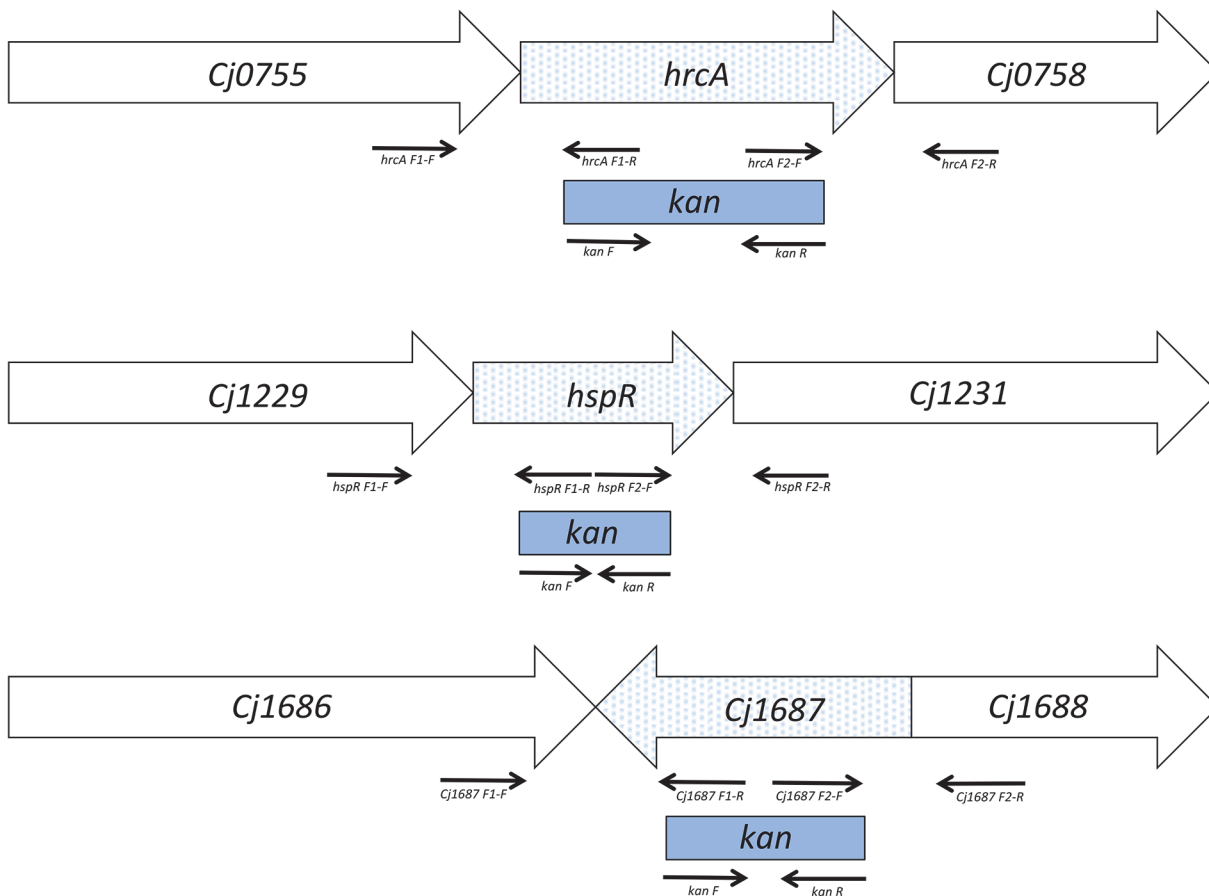 Cj0755 hrcA Cj0758
hrcA F1-F hrcA F1-R hrcA F2-F hrcA F2-R
kan
kan F kan R
Cj1229 hspR Cj1231
hspR F1-F hspR F1-R hspR F2-F hspR F2-R
kan
kan F kan R
Cj1686 Cj1687 Cj1688
Cj1687 F1-F Cj1687 F1-R Cj1687 F2-F Cj1687 F2-R
kan
kan F kan R